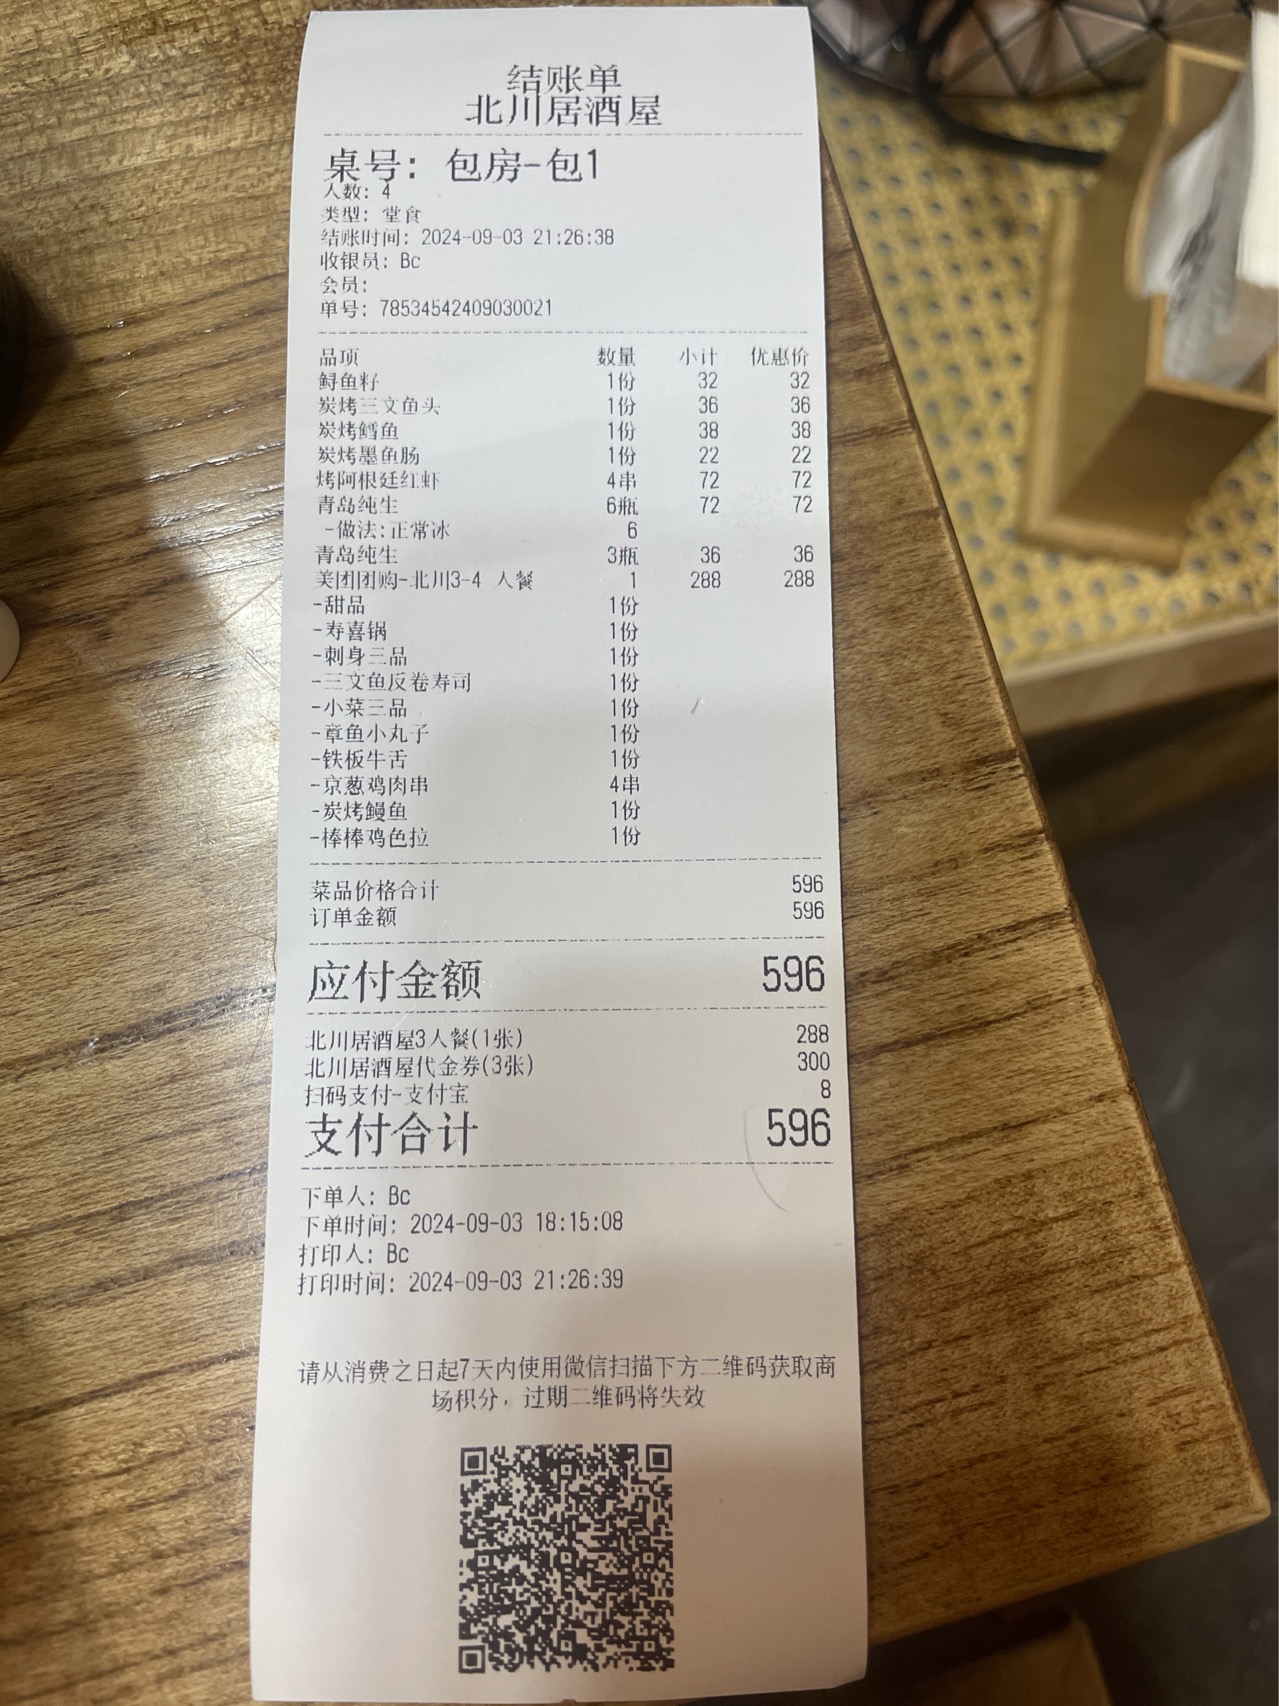 结账单
北川居酒屋
桌号: 包房-包1
人数: 4
类型: 堂食
结账时间: 2024-09-03 21:26:38
收银员: Bc
会员:
单号: 78534542409030021
品项 数量 小计 优惠价
鲟鱼籽 1份 32 32
炭烤三文鱼头 1份 36 36
炭烤鳕鱼 1份 38 38
炭烤墨鱼肠 1份 22 22
烤阿根廷红虾 4串 72 72
青岛纯生 6瓶 72 72
-做法:正常冰 6
青岛纯生 3瓶 36 36
美团团购-北川3-4 人餐 1 288 288
-甜品 1份
-寿喜锅 1份
-刺身三品 1份
-三文鱼反卷寿司 1份
-小菜三品 1份
-章鱼小丸子 1份
-铁板牛舌 1份
-京葱鸡肉串 4串
-炭烤鳗鱼 1份
-棒棒鸡色拉 1份
菜品价格合计 596
订单金额 596
应付金额 596
北川居酒屋3人餐(1张) 288
北川居酒屋代金券(3张) 300
扫码支付-支付宝 8
支付合计 596
下单人: Bc
下单时间: 2024-09-03 18:15:08
打印人: Bc
打印时间: 2024-09-03 21:26:39
请从消费之日起7天内使用微信扫描下方二维码获取商
场积分，过期二维码将失效